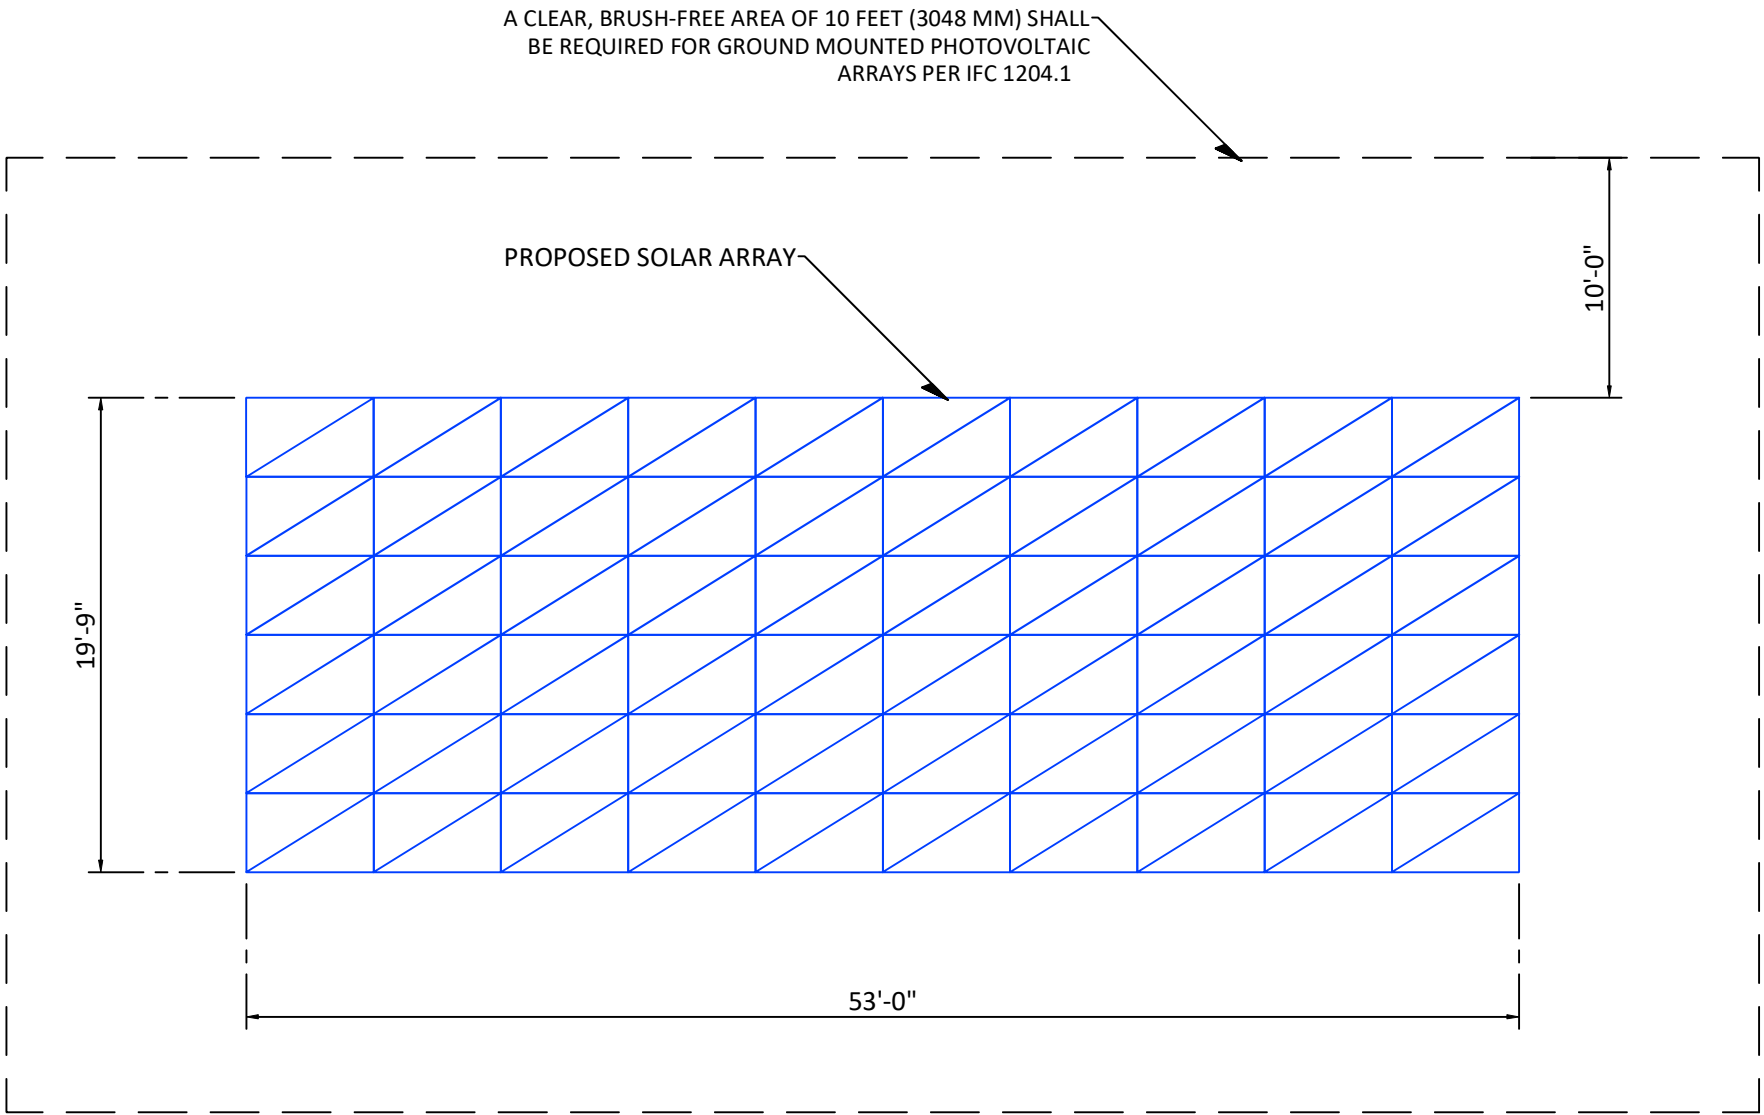 A CLEAR, BRUSH-FREE AREA OF 10 FEET (3048 MM) SHALL
BE REQUIRED FOR GROUND MOUNTED PHOTOVOLTAIC
ARRAYS PER IFC 1204.1
PROPOSED SOLAR ARRAY
10'-0"
19'-9"
53'-0"